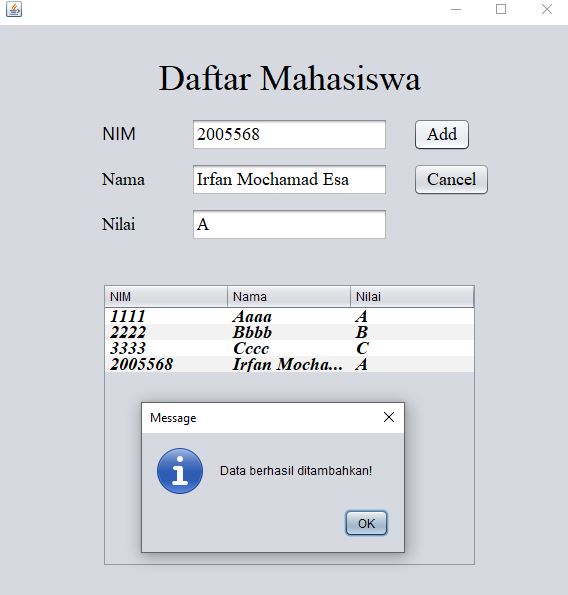 Daftar Mahasiswa
NIM 2005568 Add
Nama Irfan Mochamad Esa Cancel
Nilai A
NIM Nama Nilai
1111 Aaaa A
2222 Bbbb B
3333 Cccc C
2005568 Irfan Mocha... A
Message
Data berhasil ditambahkan!
OK